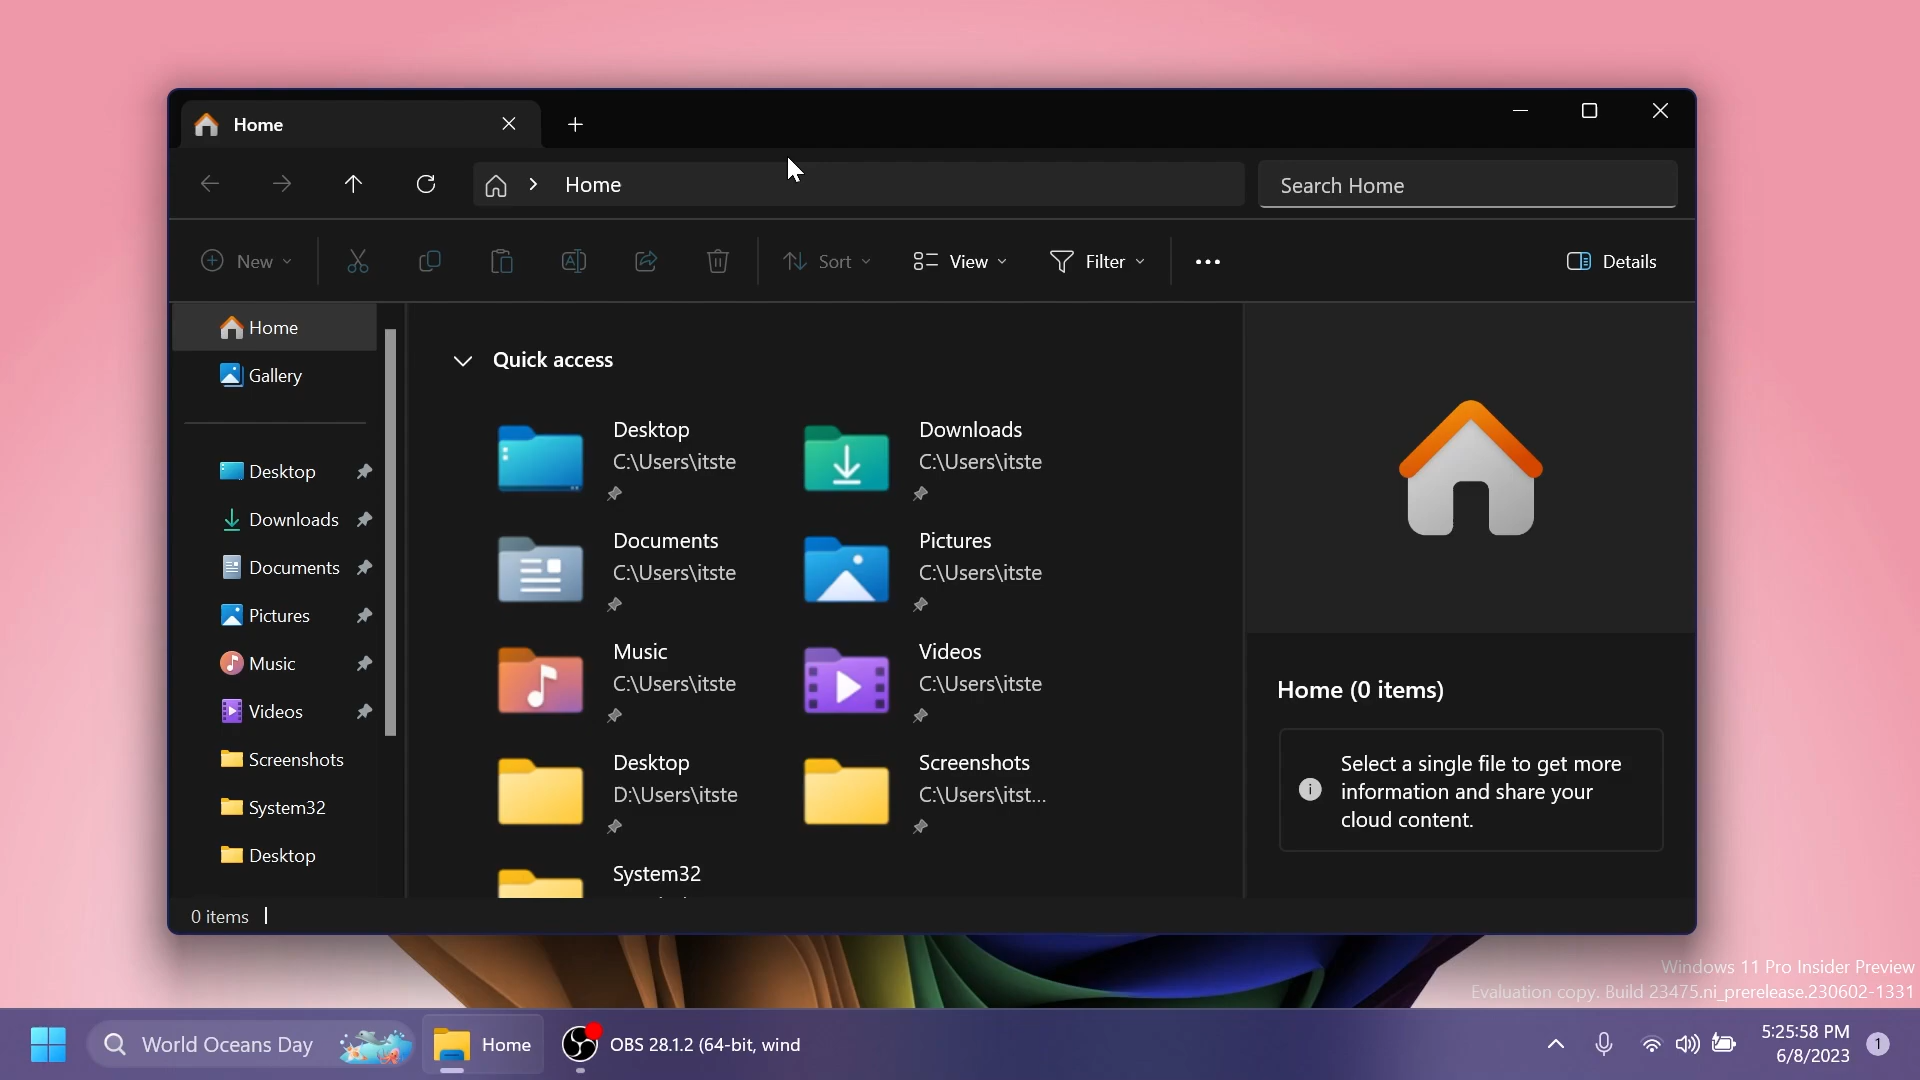 Home
Home
Search Home
New
Sort
View
Filter
Details
Home
Gallery
Desktop
Downloads
Documents
Pictures
Music
Videos
Screenshots
System32
Desktop
Quick access
Desktop
C:\Users\itste
Downloads
C:\Users\itste
Documents
C:\Users\itste
Pictures
C:\Users\itste
Music
C:\Users\itste
Videos
C:\Users\itste
Desktop
D:\Users\itste
Screenshots
C:\Users\itst...
System32
Home (0 items)
Select a single file to get more
information and share your
cloud content.
0 items
Windows 11 Pro Insider Preview
Evaluation copy. Build 23475.ni_prerelease.230602-1331
World Oceans Day
Home
OBS 28.1.2 (64-bit, wind
5:25:58 PM
6/8/2023
1